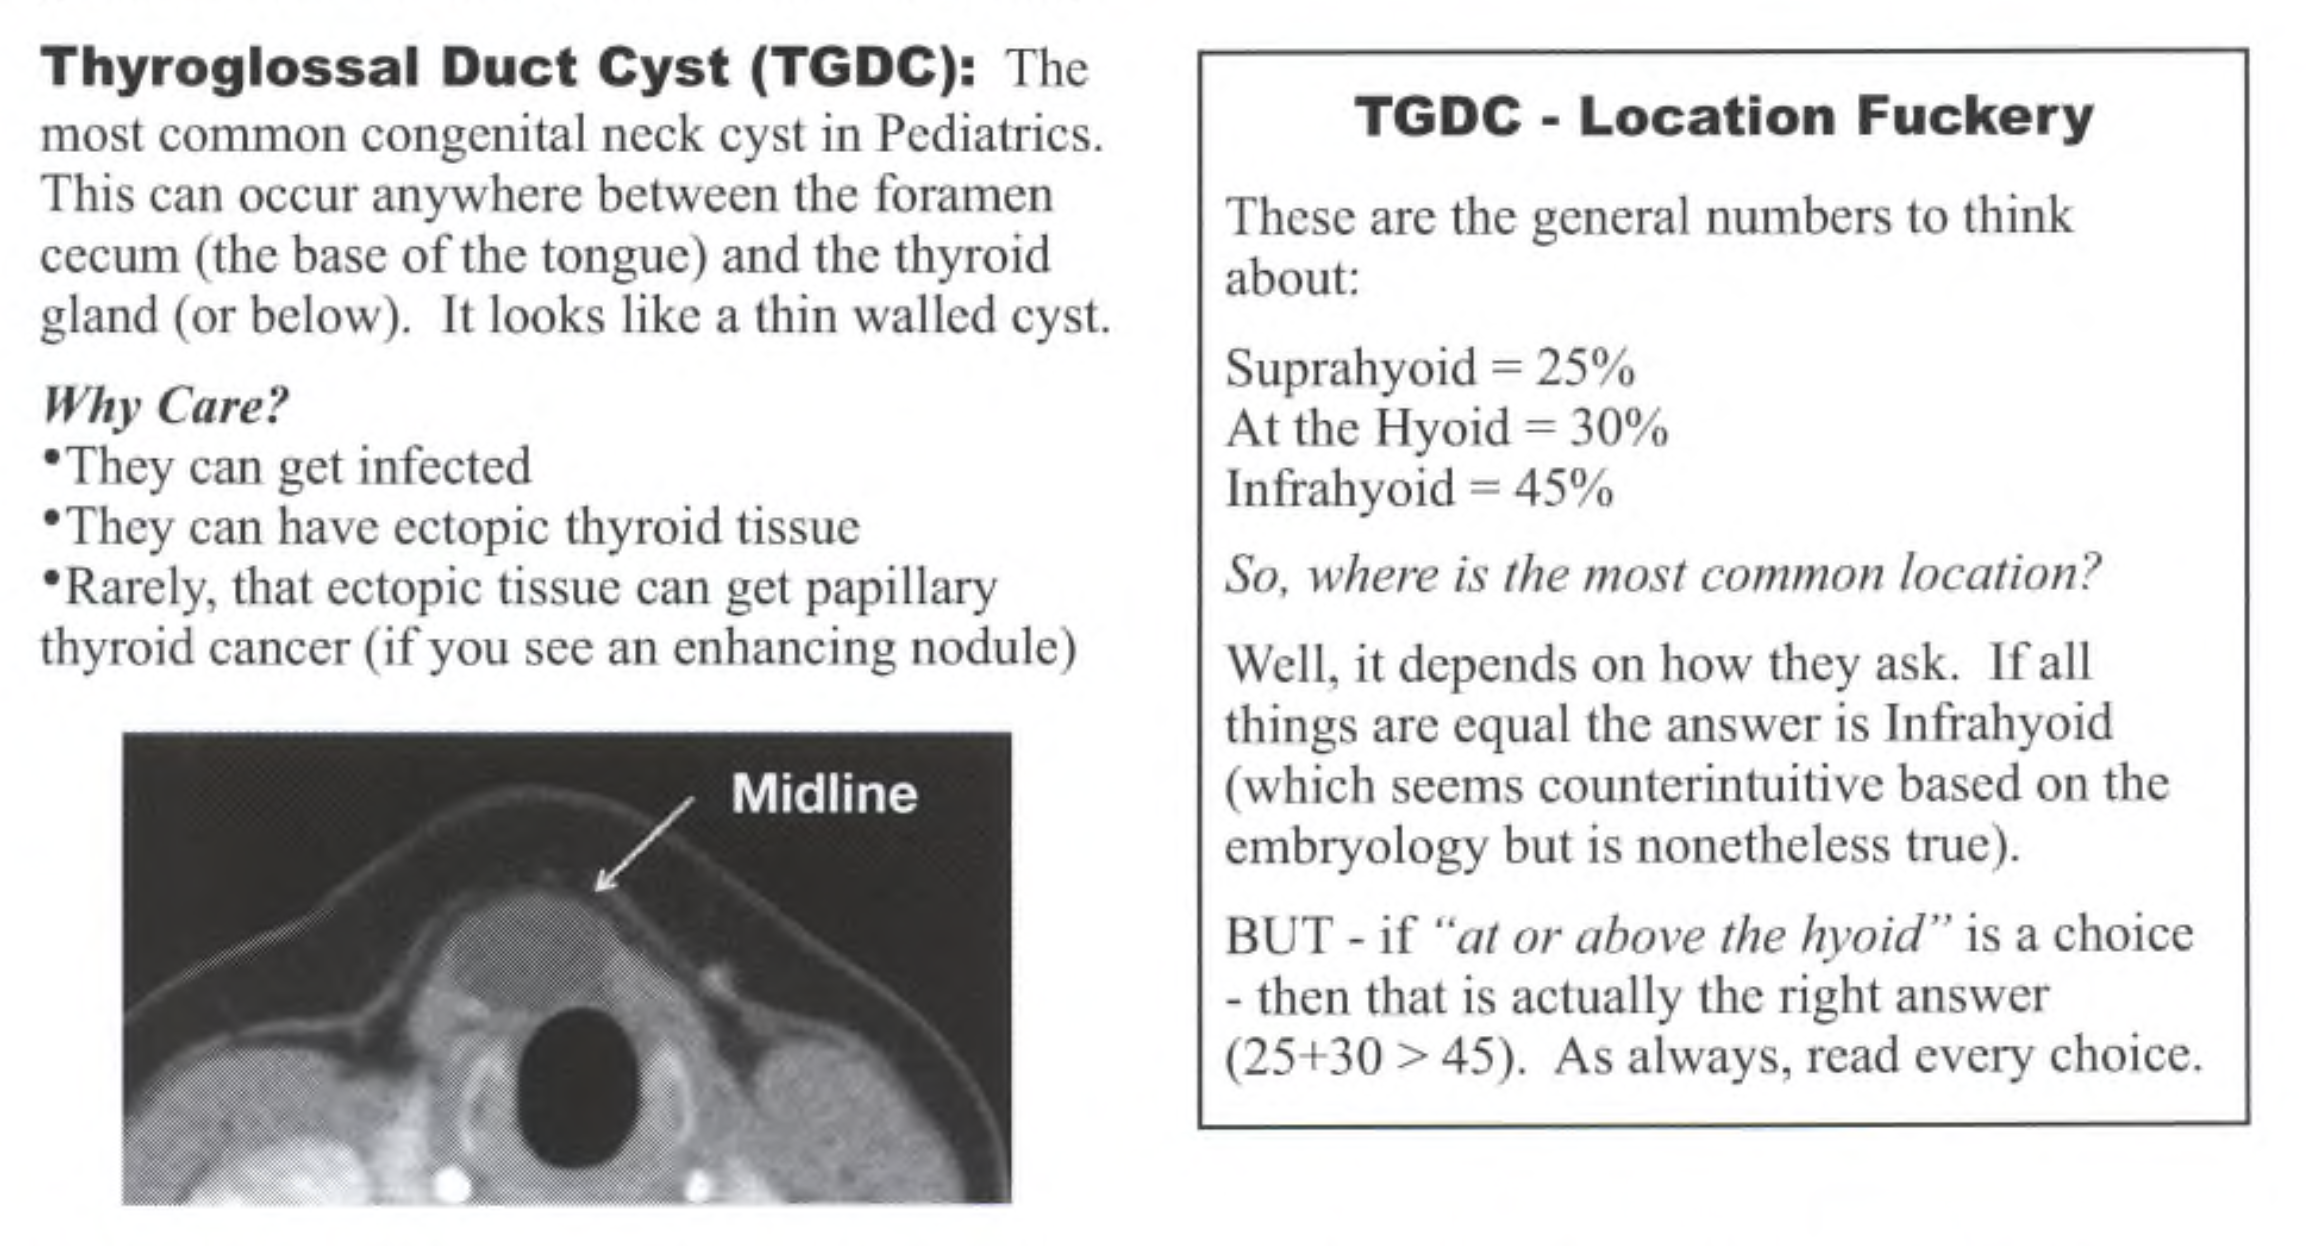 Thyroglossal Duct Cyst (TGDC): The
most common congenital neck cyst in Pediatrics.
This can occur anywhere between the foramen
cecum (the base of the tongue) and the thyroid
gland (or below). It looks like a thin walled cyst.
Why Care?
•They can get infected
•They can have ectopic thyroid tissue
•Rarely, that ectopic tissue can get papillary
thyroid cancer (if you see an enhancing nodule)
Midline
TGDC - Location Fuckery
These are the general numbers to think
about:
Suprahyoid = 25%
At the Hyoid = 30%
Infrahyoid = 45%
So, where is the most common location?
Well, it depends on how they ask. If all
things are equal the answer is Infrahyoid
(which seems counterintuitive based on the
embryology but is nonetheless true).
BUT - if “at or above the hyoid” is a choice
- then that is actually the right answer
(25+30 > 45). As always, read every choice.